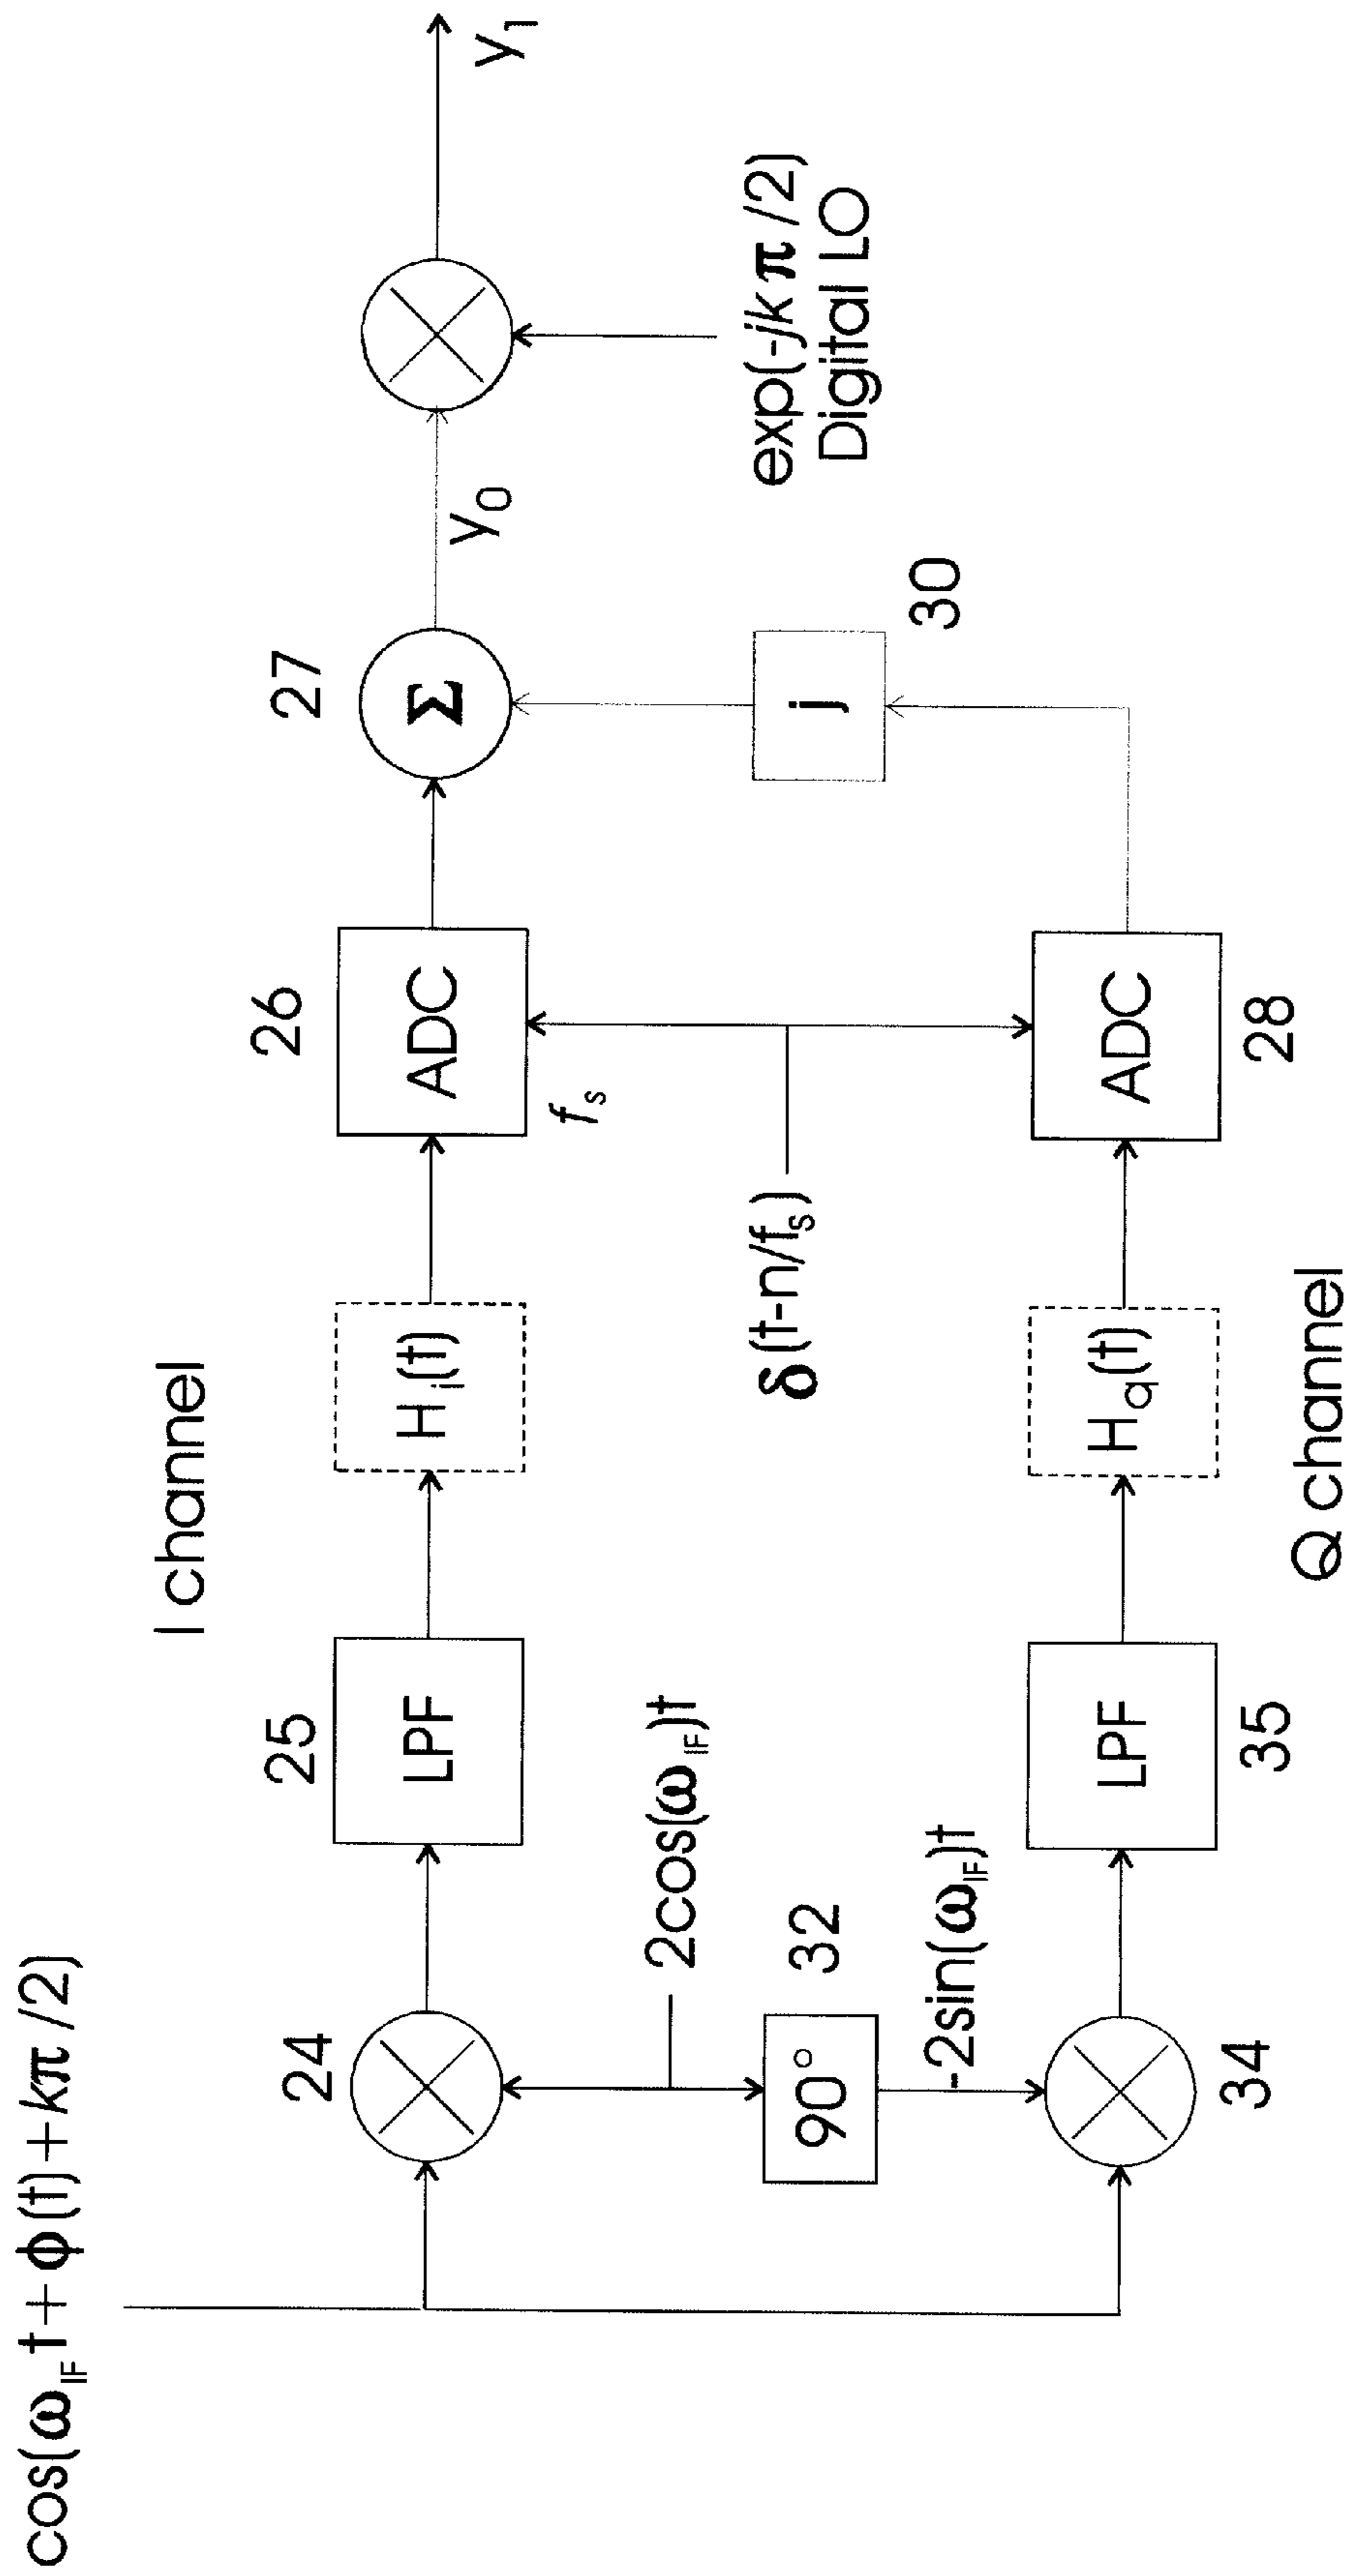 cos(ω_IF t+ϕ(t)+kπ/2)
I channel
24
25
LPF
H_i(t)
26
ADC
f_s
27
Σ
y_0
y_1
2cos(ω_IF)t
90°
32
-2sin(ω_IF)t
δ(t-n/f_s)
j
30
exp(-jkπ/2)
Digital LO
34
LPF
35
H_q(t)
ADC
28
Q channel